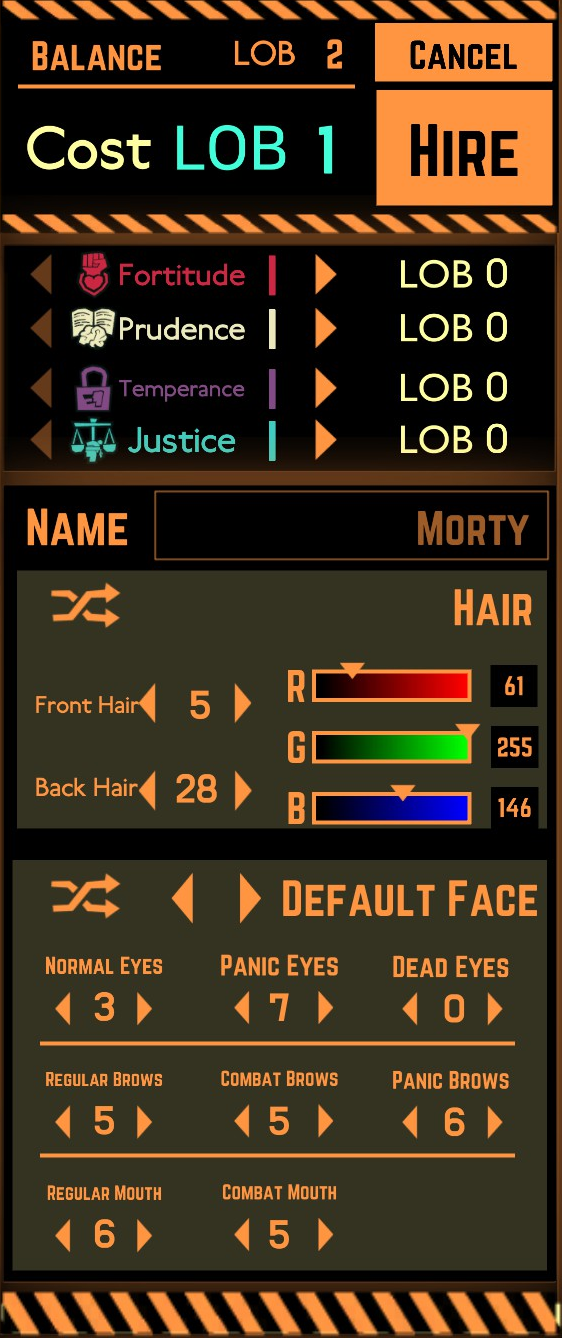 BALANCE LOB 2 CANCEL
Cost LOB 1 HIRE
Fortitude I LOB 0
Prudence I LOB 0
Temperance I LOB 0
Justice I LOB 0
NAME MORTY
HAIR
Front Hair 5 R 61
G 255
Back Hair 28 B 146
DEFAULT FACE
NORMAL EYES PANIC EYES DEAD EYES
3 7 0
REGULAR BROWS COMBAT BROWS PANIC BROWS
5 5 6
REGULAR MOUTH COMBAT MOUTH
6 5